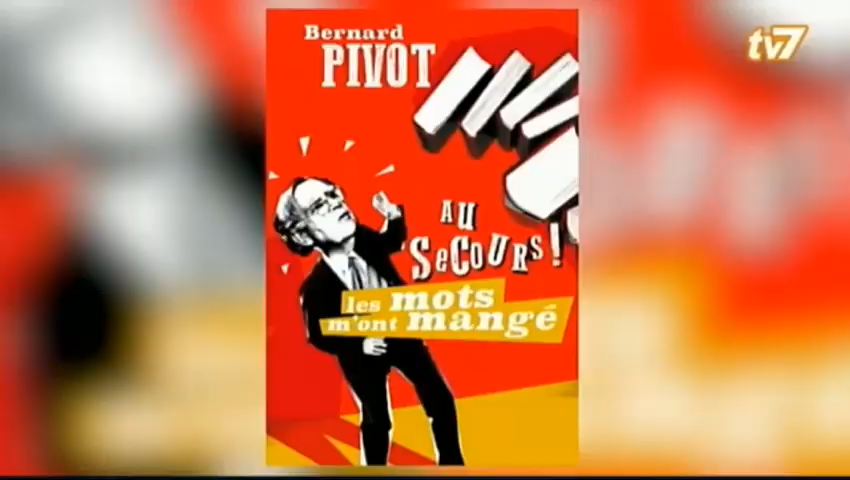 Bernard
PIVOT
tv7
AU
SeCOURS!
les mots
m'ont mangé